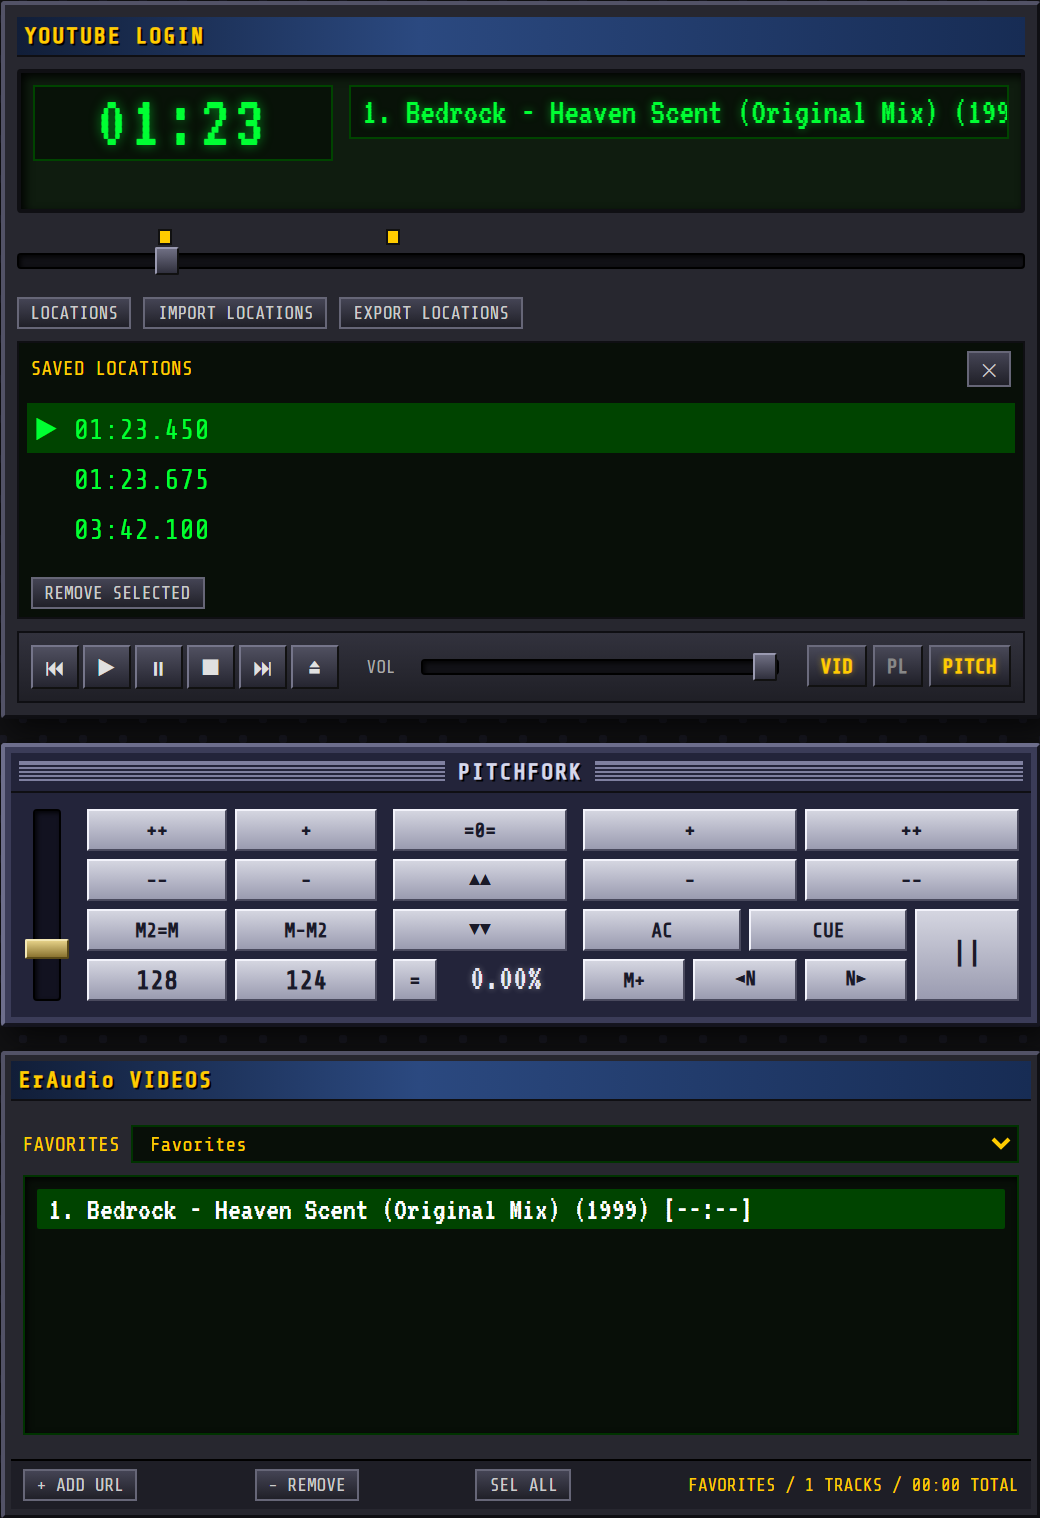 YOUTUBE LOGIN
01:23
1. Bedrock - Heaven Scent (Original Mix) (199
LOCATIONS IMPORT LOCATIONS EXPORT LOCATIONS
SAVED LOCATIONS ×
▶ 01:23.450
01:23.675
03:42.100
REMOVE SELECTED
VOL VID PL PITCH
PITCHFORK
++ + =0= + ++
-- - ▲▲ - --
M2=M M-M2 ▼▼ AC CUE ||
128 124 = 0.00% M+ ◄N N►
ErAudio VIDEOS
FAVORITES Favorites
1. Bedrock - Heaven Scent (Original Mix) (1999) [--:--]
+ ADD URL - REMOVE SEL ALL FAVORITES / 1 TRACKS / 00:00 TOTAL